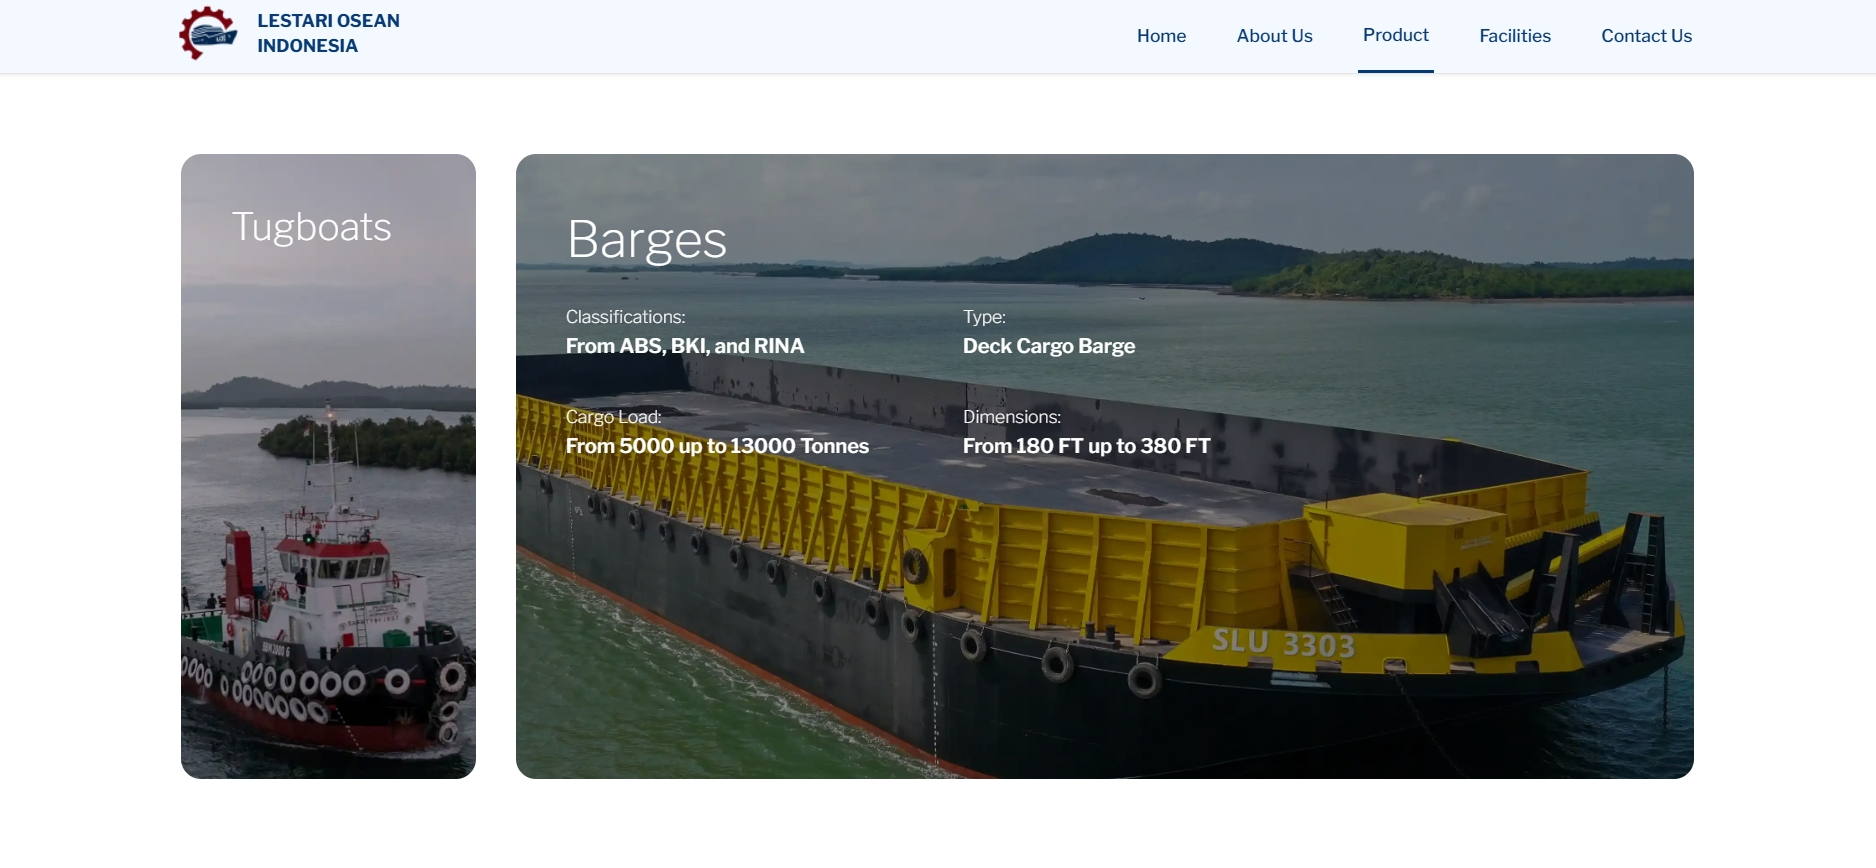 LESTARI OSEAN
INDONESIA
Home
About Us
Product
Facilities
Contact Us
Tugboats
Barges
Classifications:
From ABS, BKI, and RINA
Type:
Deck Cargo Barge
Cargo Load:
From 5000 up to 13000 Tonnes
Dimensions:
From 180 FT up to 380 FT
SLU 3303